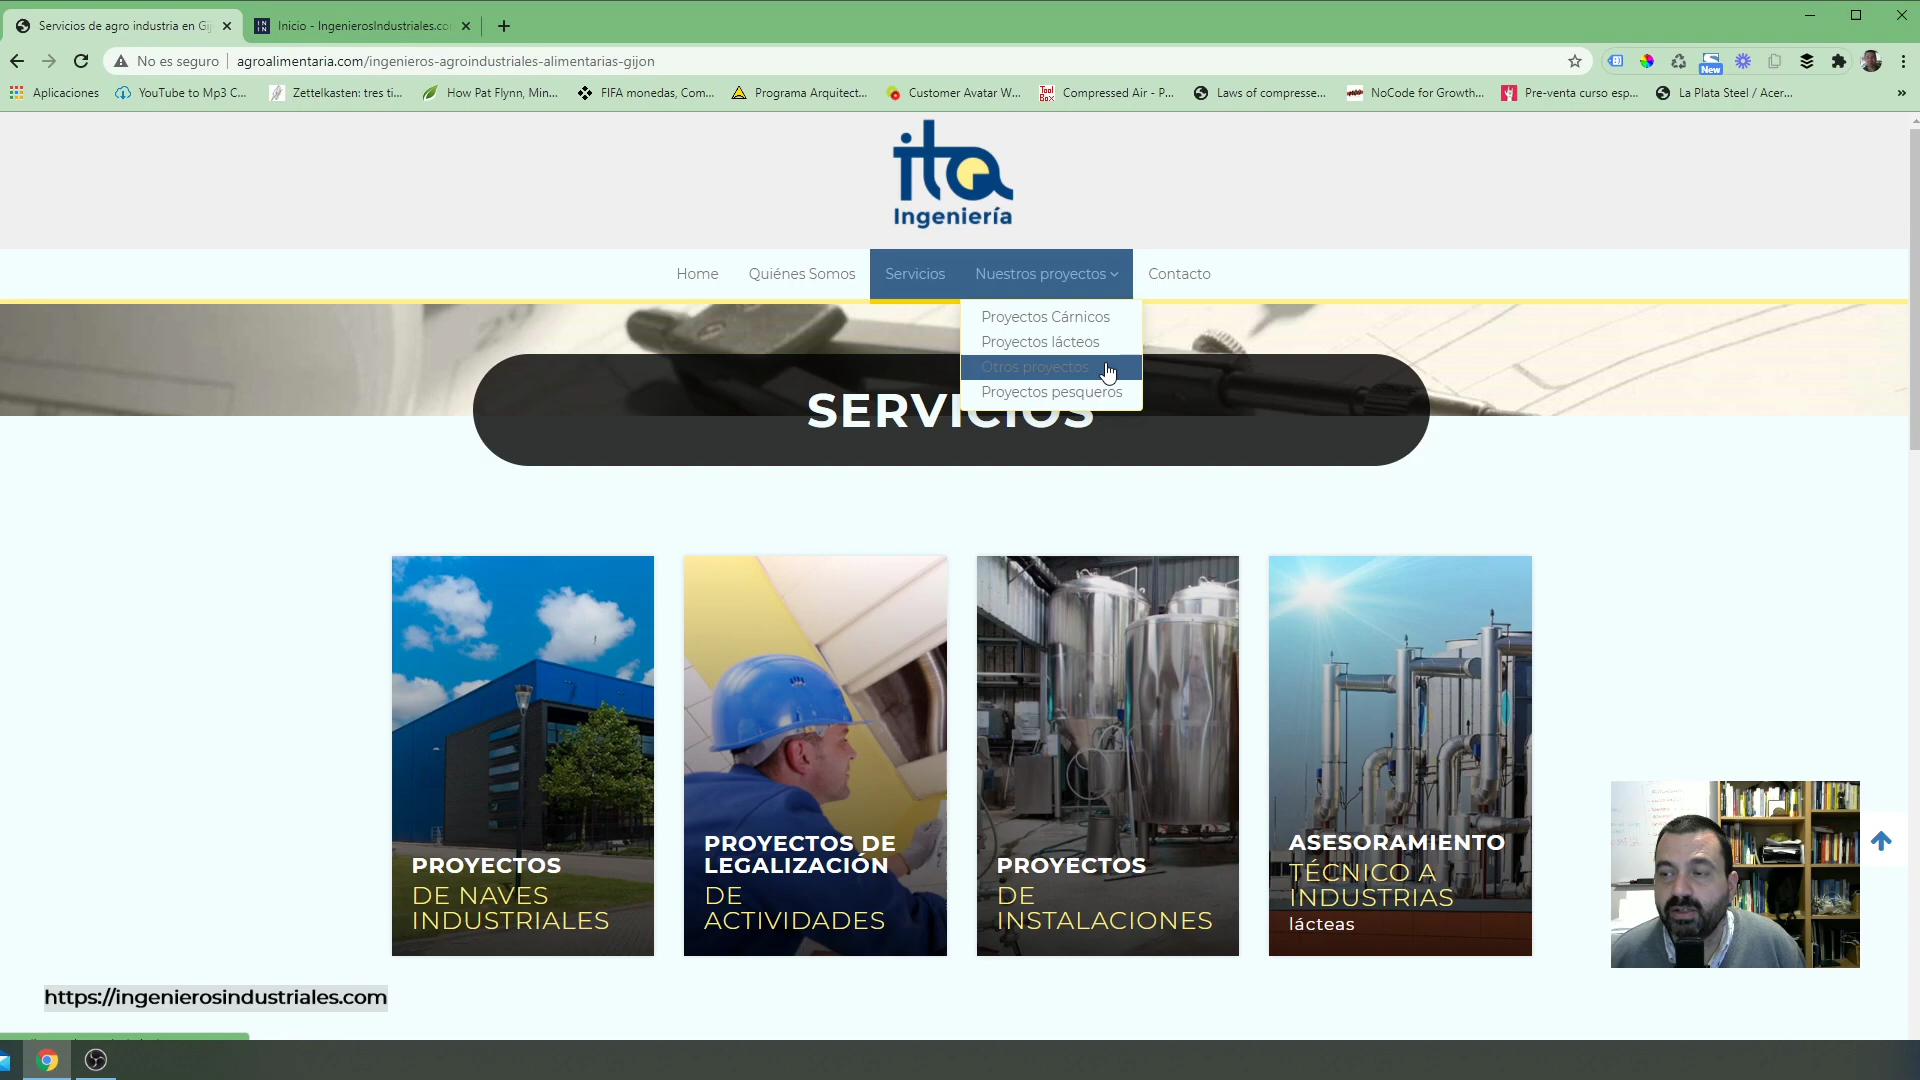 Servicios de agro industria en Gij
Inicio - IngenierosIndustriales.co
No es seguro
agroalimentaria.com/ingenieros-agroindustriales-alimentarias-gijon
New
Aplicaciones
YouTube to Mp3 C...
Zettelkasten: tres ti...
How Pat Flynn, Min...
FIFA monedas, Com...
Programa Arquitect...
Customer Avatar W...
Tool Box
Compressed Air - P...
Laws of compresse...
NoCode for Growth...
Pre-venta curso esp...
La Plata Steel / Acer...
»
ita
Ingeniería
Home
Quiénes Somos
Servicios
Nuestros proyectos
Contacto
Proyectos Cárnicos
Proyectos lácteos
Otros proyectos
Proyectos pesqueros
SERVICIOS
PROYECTOS
DE NAVES
INDUSTRIALES
PROYECTOS DE
LEGALIZACIÓN
DE
ACTIVIDADES
PROYECTOS
DE
INSTALACIONES
ASESORAMIENTO
TÉCNICO A
INDUSTRIAS
lácteas
https://ingenierosindustriales.com